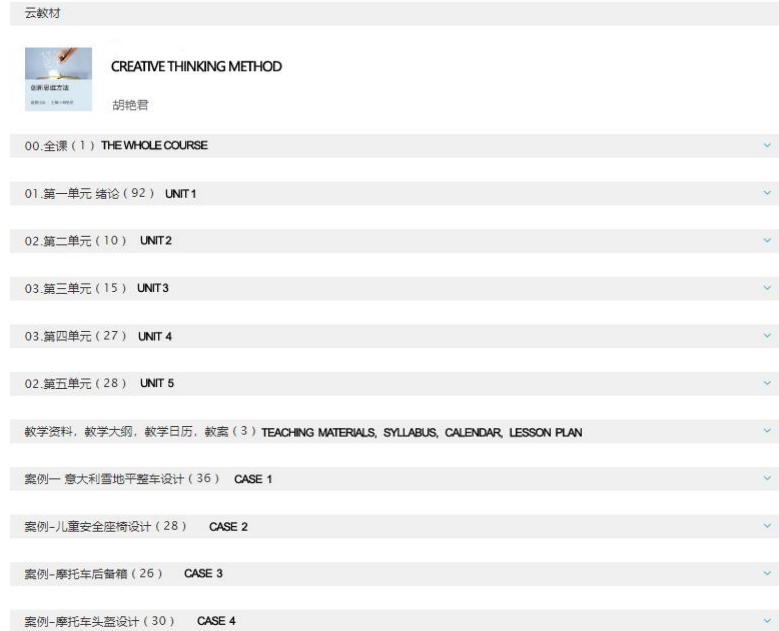 云教材
CREATIVE THINKING METHOD
创新思维方法
胡艳君
00.全课（1）THE WHOLE COURSE
01.第一单元 绪论（92） UNIT 1
02.第二单元（10） UNIT 2
03.第三单元（15） UNIT 3
03.第四单元（27） UNIT 4
02.第五单元（28） UNIT 5
教学资料，教学大纲，教学日历，教案（3）TEACHING MATERIALS, SYLLABUS, CALENDAR, LESSON PLAN
案例一 意大利雪地平整车设计（36） CASE 1
案例-儿童安全座椅设计（28） CASE 2
案例-摩托车后备箱（26） CASE 3
案例-摩托车头盔设计（30） CASE 4